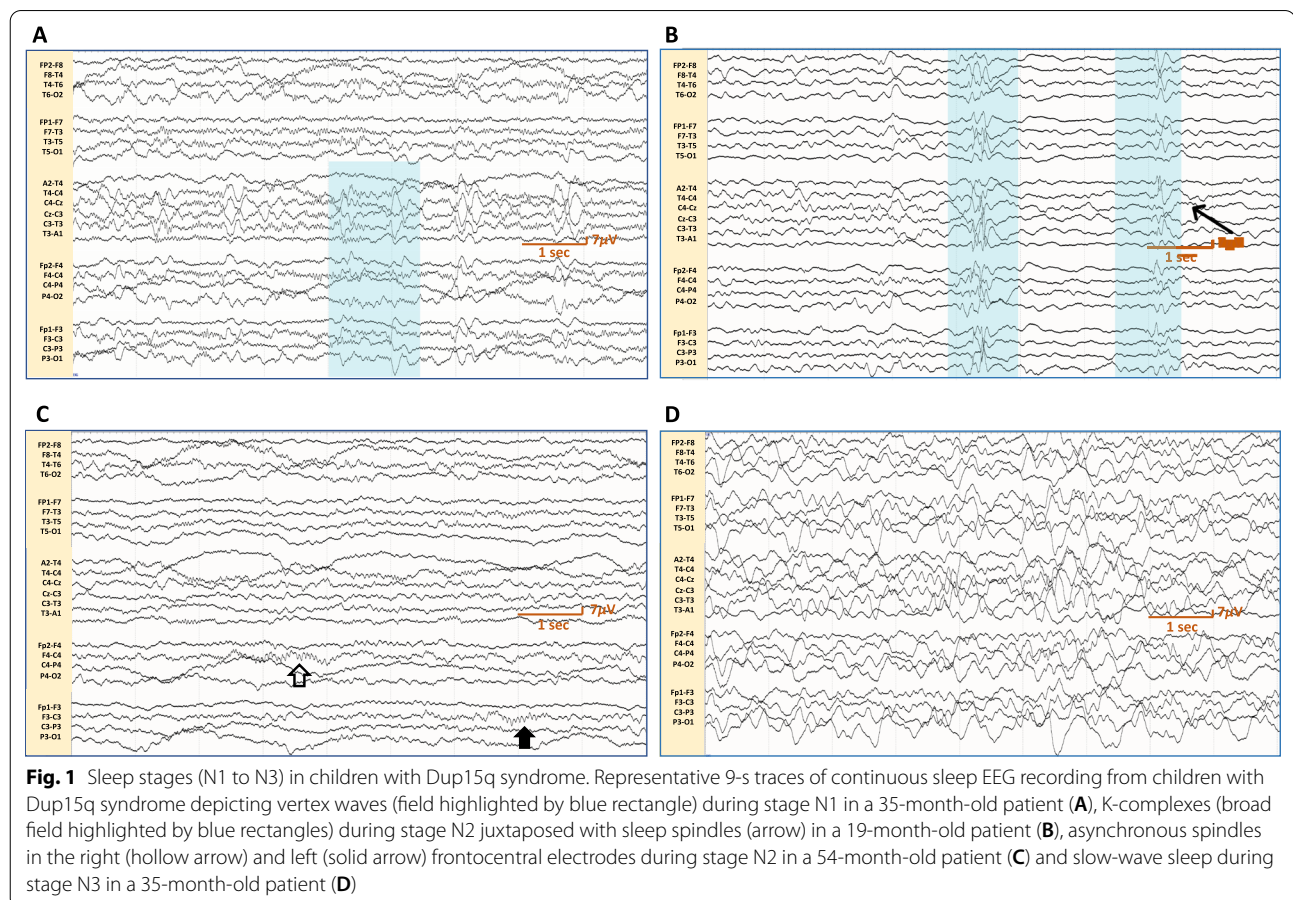 A
FP2-F8
F8-T4
T4-T6
T6-O2
FP1-F7
F7-T3
T3-T5
T5-O1
A2-T4
T4-C4
C4-Cz
Cz-C3
C3-T3
T3-A1
7μV
1 sec
Fp2-F4
F4-C4
C4-P4
P4-O2
Fp1-F3
F3-C3
C3-P3
P3-O1
B
FP2-F8
F8-T4
T4-T6
T6-O2
FP1-F7
F7-T3
T3-T5
T5-O1
A2-T4
T4-C4
C4-Cz
Cz-C3
C3-T3
T3-A1
1 sec
Fp2-F4
F4-C4
C4-P4
P4-O2
Fp1-F3
F3-C3
C3-P3
P3-O1
C
FP2-F8
F8-T4
T4-T6
T6-O2
FP1-F7
F7-T3
T3-T5
T5-O1
A2-T4
T4-C4
C4-Cz
Cz-C3
C3-T3
T3-A1
7μV
1 sec
Fp2-F4
F4-C4
C4-P4
P4-O2
Fp1-F3
F3-C3
C3-P3
P3-O1
D
FP2-F8
F8-T4
T4-T6
T6-O2
FP1-F7
F7-T3
T3-T5
T5-O1
A2-T4
T4-C4
C4-Cz
Cz-C3
C3-T3
T3-A1
7μV
1 sec
Fp2-F4
F4-C4
C4-P4
P4-O2
Fp1-F3
F3-C3
C3-P3
P3-O1
Fig. 1 Sleep stages (N1 to N3) in children with Dup15q syndrome. Representative 9-s traces of continuous sleep EEG recording from children with
Dup15q syndrome depicting vertex waves (field highlighted by blue rectangle) during stage N1 in a 35-month-old patient (A), K-complexes (broad
field highlighted by blue rectangles) during stage N2 juxtaposed with sleep spindles (arrow) in a 19-month-old patient (B), asynchronous spindles
in the right (hollow arrow) and left (solid arrow) frontocentral electrodes during stage N2 in a 54-month-old patient (C) and slow-wave sleep during
stage N3 in a 35-month-old patient (D)